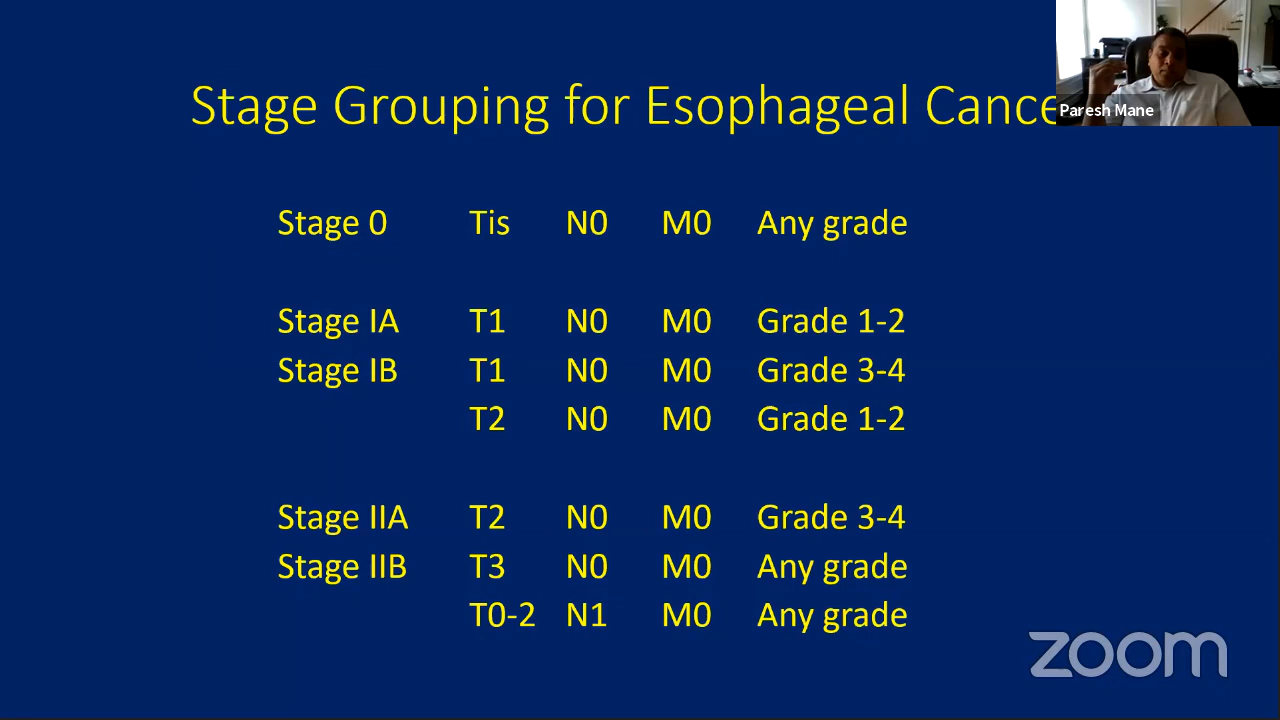 Stage Grouping for Esophageal Cance
Paresh Mane
Stage 0 Tis N0 M0 Any grade
Stage IA T1 N0 M0 Grade 1-2
Stage IB T1 N0 M0 Grade 3-4
T2 N0 M0 Grade 1-2
Stage IIA T2 N0 M0 Grade 3-4
Stage IIB T3 N0 M0 Any grade
T0-2 N1 M0 Any grade
zoom